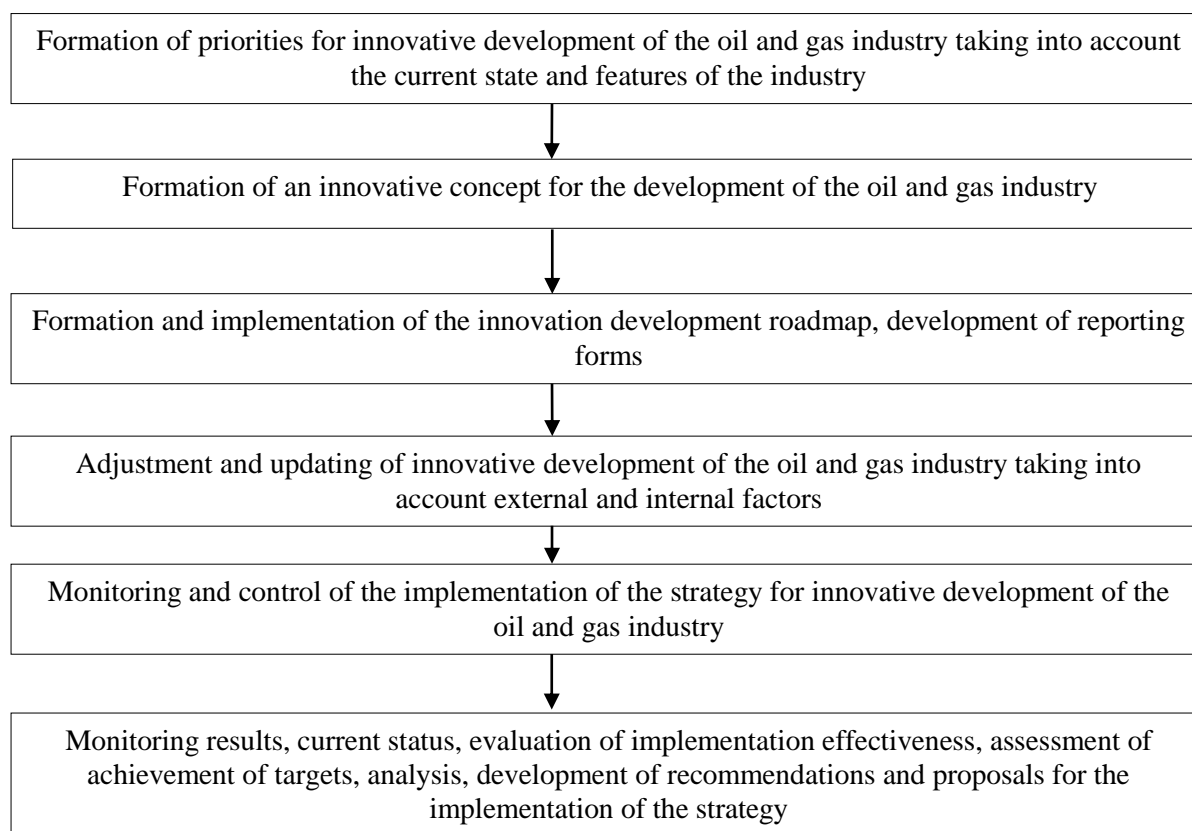 Formation of priorities for innovative development of the oil and gas industry taking into account
the current state and features of the industry
Formation of an innovative concept for the development of the oil and gas industry
Formation and implementation of the innovation development roadmap, development of reporting
forms
Adjustment and updating of innovative development of the oil and gas industry taking into
account external and internal factors
Monitoring and control of the implementation of the strategy for innovative development of the
oil and gas industry
Monitoring results, current status, evaluation of implementation effectiveness, assessment of
achievement of targets, analysis, development of recommendations and proposals for the
implementation of the strategy